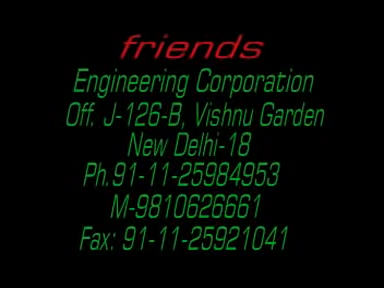 friends
Engineering Corporation
Off. J-126-B, Vishnu Garden
New Delhi-18
Ph.91-11-25984953
M-9810626661
Fax: 91-11-25921041